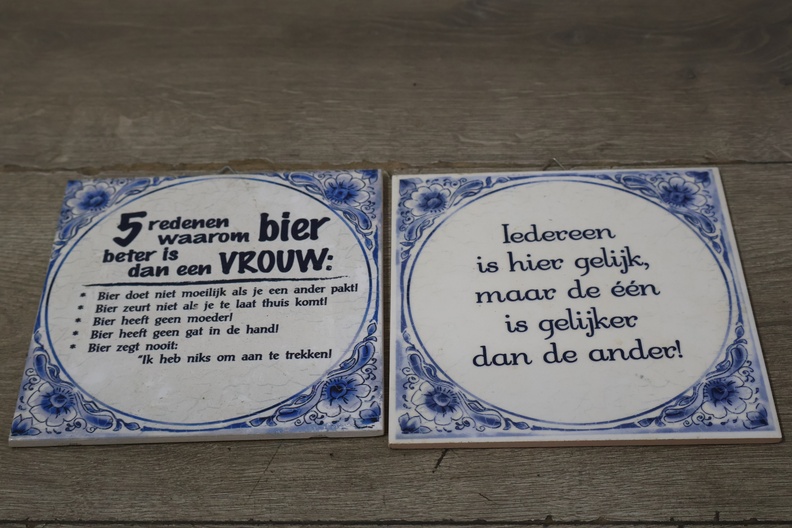 5 redenen
waarom bier
beter is
dan een VROUW:
* Bier doet niet moeilijk als je een ander pakt!
* Bier zeurt niet als je te laat thuis komt!
* Bier heeft geen moeder!
* Bier heeft geen gat in de hand!
* Bier zegt nooit:
"Ik heb niks om aan te trekken!
Iedereen
is hier gelijk,
maar de één
is gelijker
dan de ander!